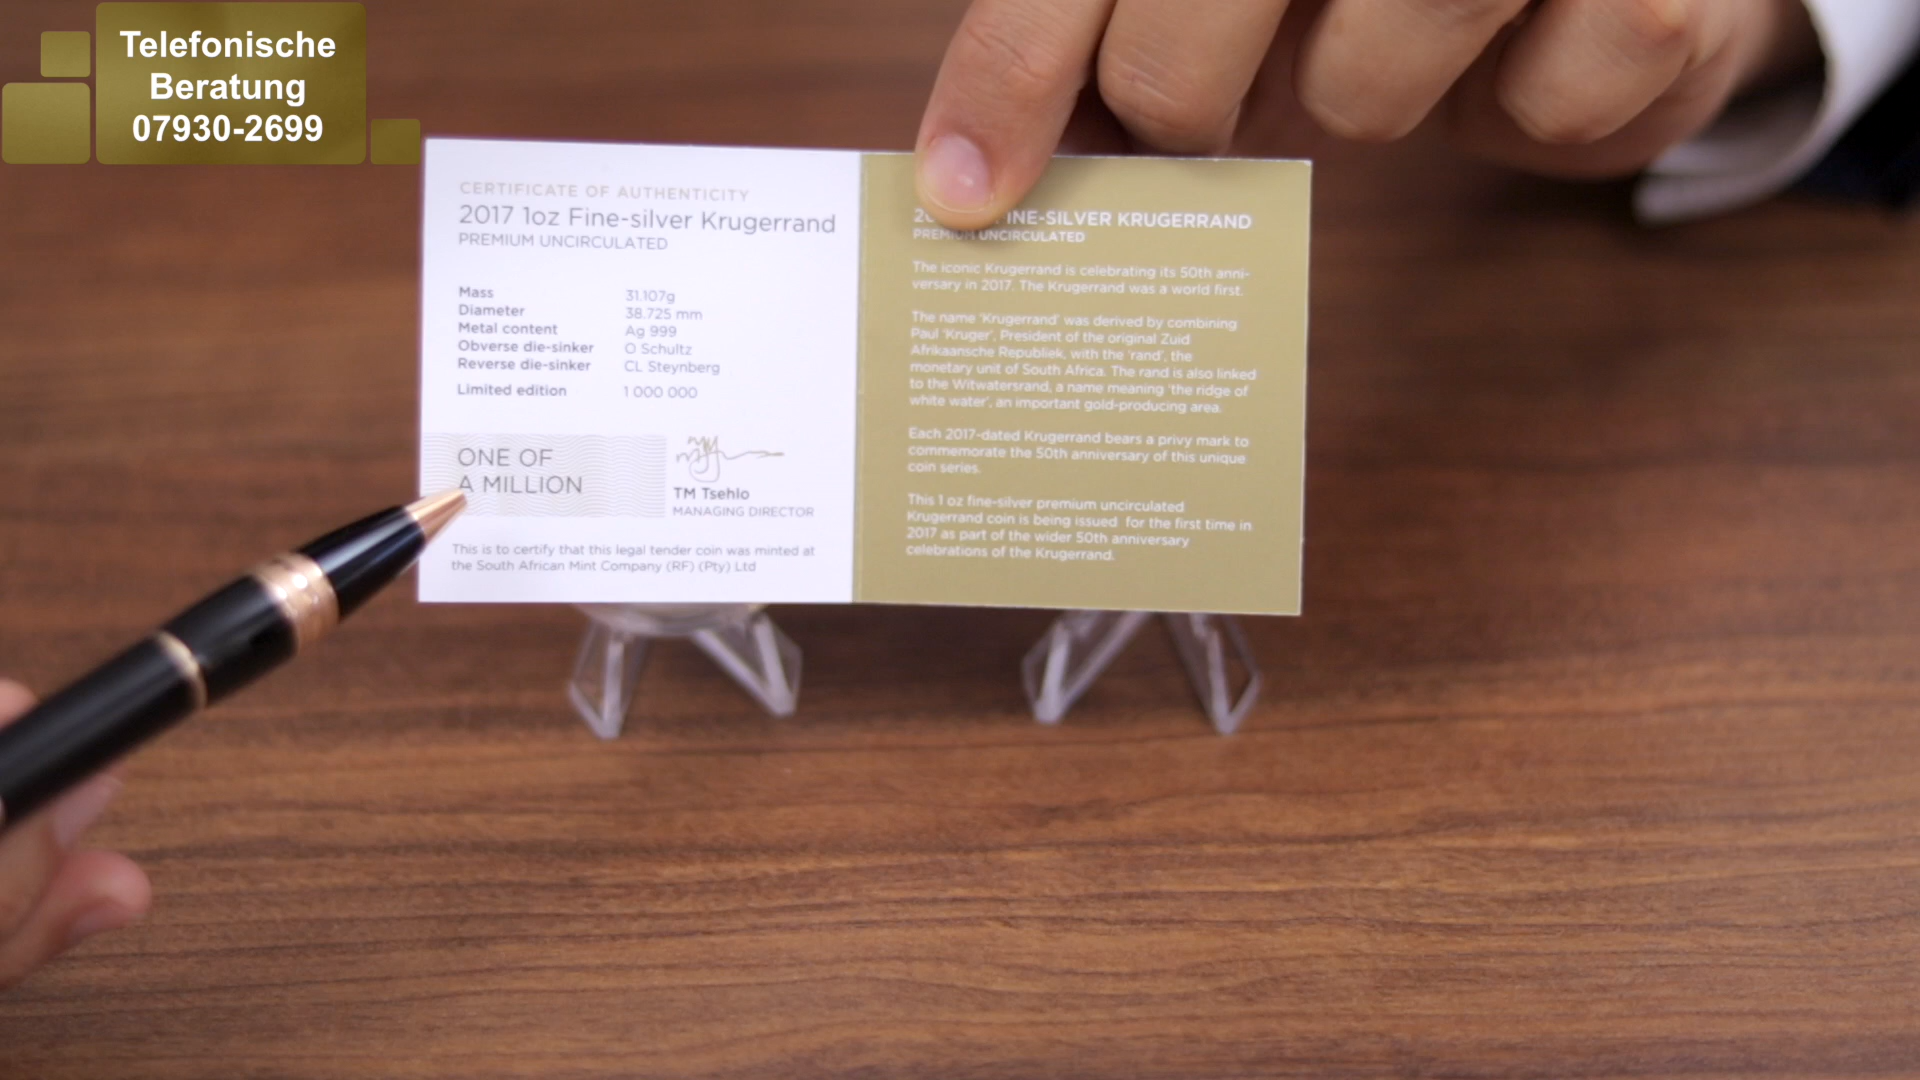 Telefonische
Beratung
07930-2699
CERTIFICATE OF AUTHENTICITY
2017 1oz Fine-silver Krugerrand
PREMIUM UNCIRCULATED
Mass 31.107g
Diameter 38.725 mm
Metal content Ag 999
Obverse die-sinker O Schultz
Reverse die-sinker CL Steynberg
Limited edition 1 000 000
ONE OF
A MILLION
TM Tsehlo
MANAGING DIRECTOR
This is to certify that this legal tender coin was minted at
the South African Mint Company (RF) (Pty) Ltd
KRUGERRAND
PREMIUM UNCIRCULATED
The iconic Krugerrand is celebrating its 50th anni-
versary in 2017. The Krugerrand was a world first.
The name 'Krugerrand' was derived by combining
Paul 'Kruger', President of the original Zuid
Afrikaansche Republiek, with the 'rand', the
monetary unit of South Africa. The rand is also linked
to the Witwatersrand, a name meaning 'the ridge of
white water', an important gold-producing area.
Each 2017-dated Krugerrand bears a privy mark to
commemorate the 50th anniversary of this unique
coin series.
This 1 oz fine-silver premium uncirculated
Krugerrand coin is being issued for the first time in
2017 as part of the wider 50th anniversary
celebrations of the Krugerrand.